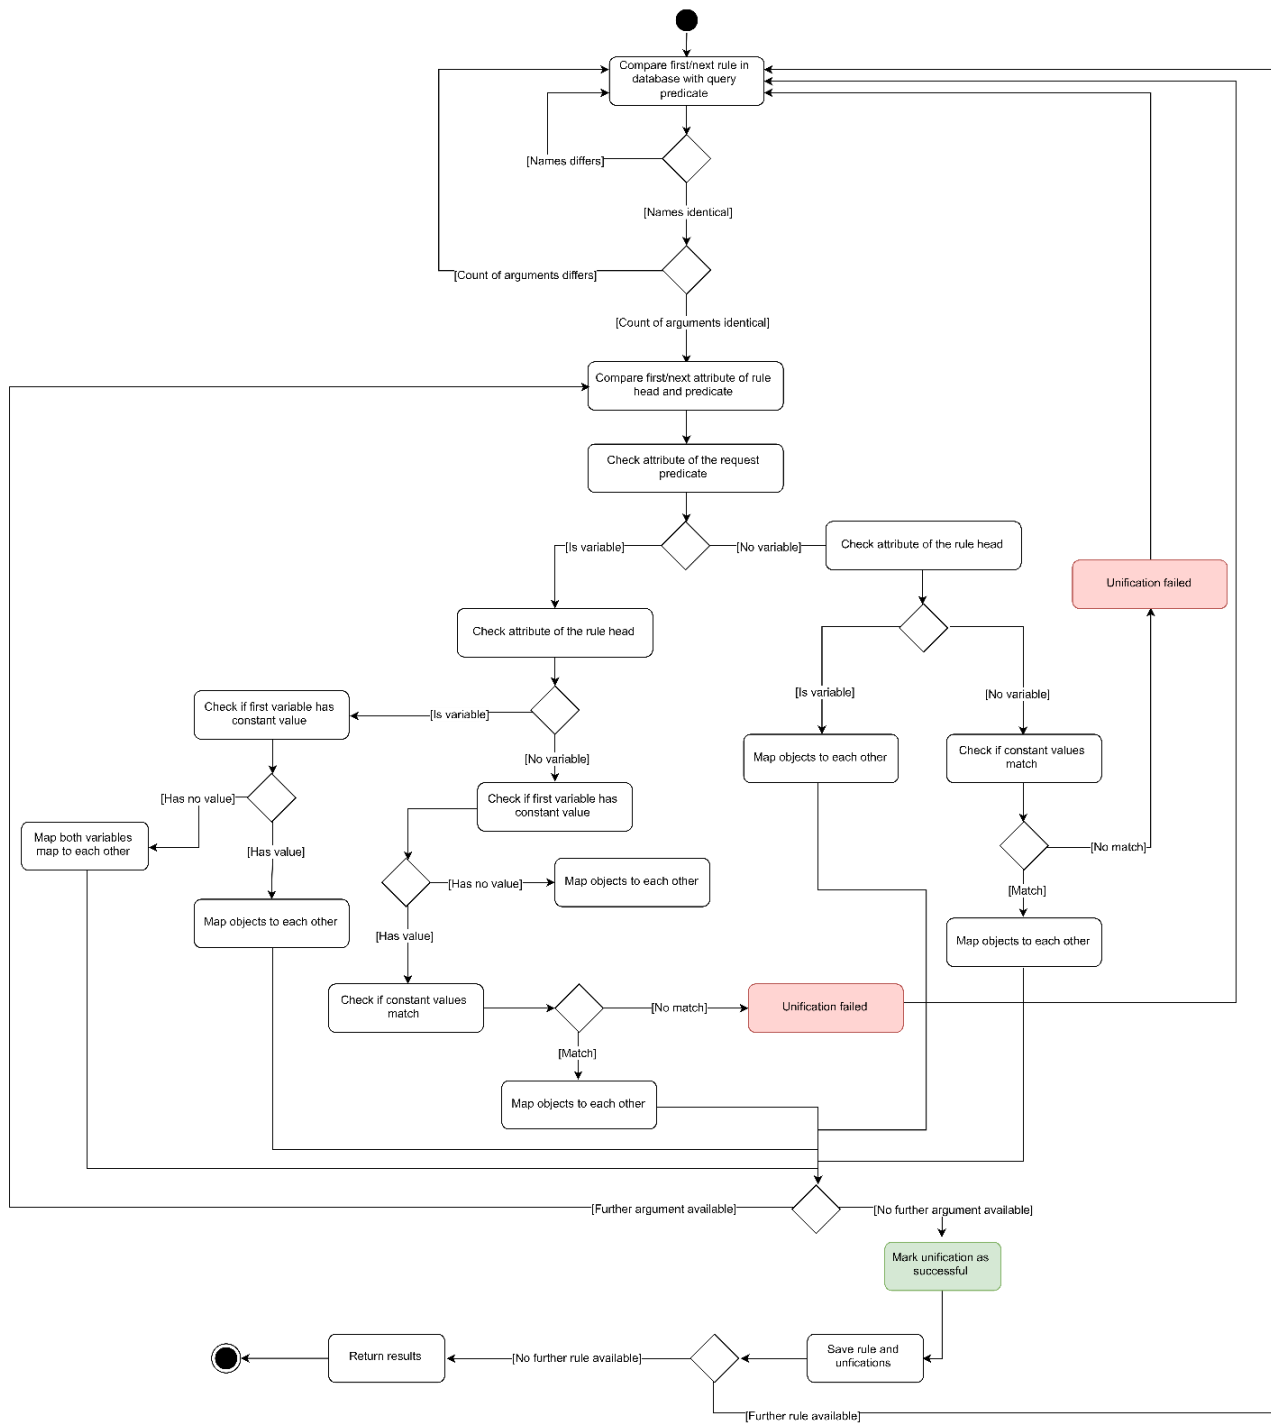 Compare first/next rule in
database with query
predicate
[Names differs]
[Names identical]
[Count of arguments differs]
[Count of arguments identical]
Compare first/next attribute of rule
head and predicate
Check attribute of the request
predicate
[Is variable]
[No variable]
Check attribute of the rule head
Unification failed
Check attribute of the rule head
[Is variable]
[No variable]
Check if first variable has
constant value
[Is variable]
[No variable]
Map objects to each other
Check if constant values
match
[Has no value]
Check if first variable has
constant value
Map both variables
map to each other
[Has value]
[No match]
[Has no value]
Map objects to each other
[Match]
Map objects to each other
[Has value]
Map objects to each other
Check if constant values
match
[No match]
Unification failed
[Match]
Map objects to each other
[Further argument available]
[No further argument available]
Mark unification as
successful
Return results
[No further rule available]
Save rule and
unfications
[Further rule available]